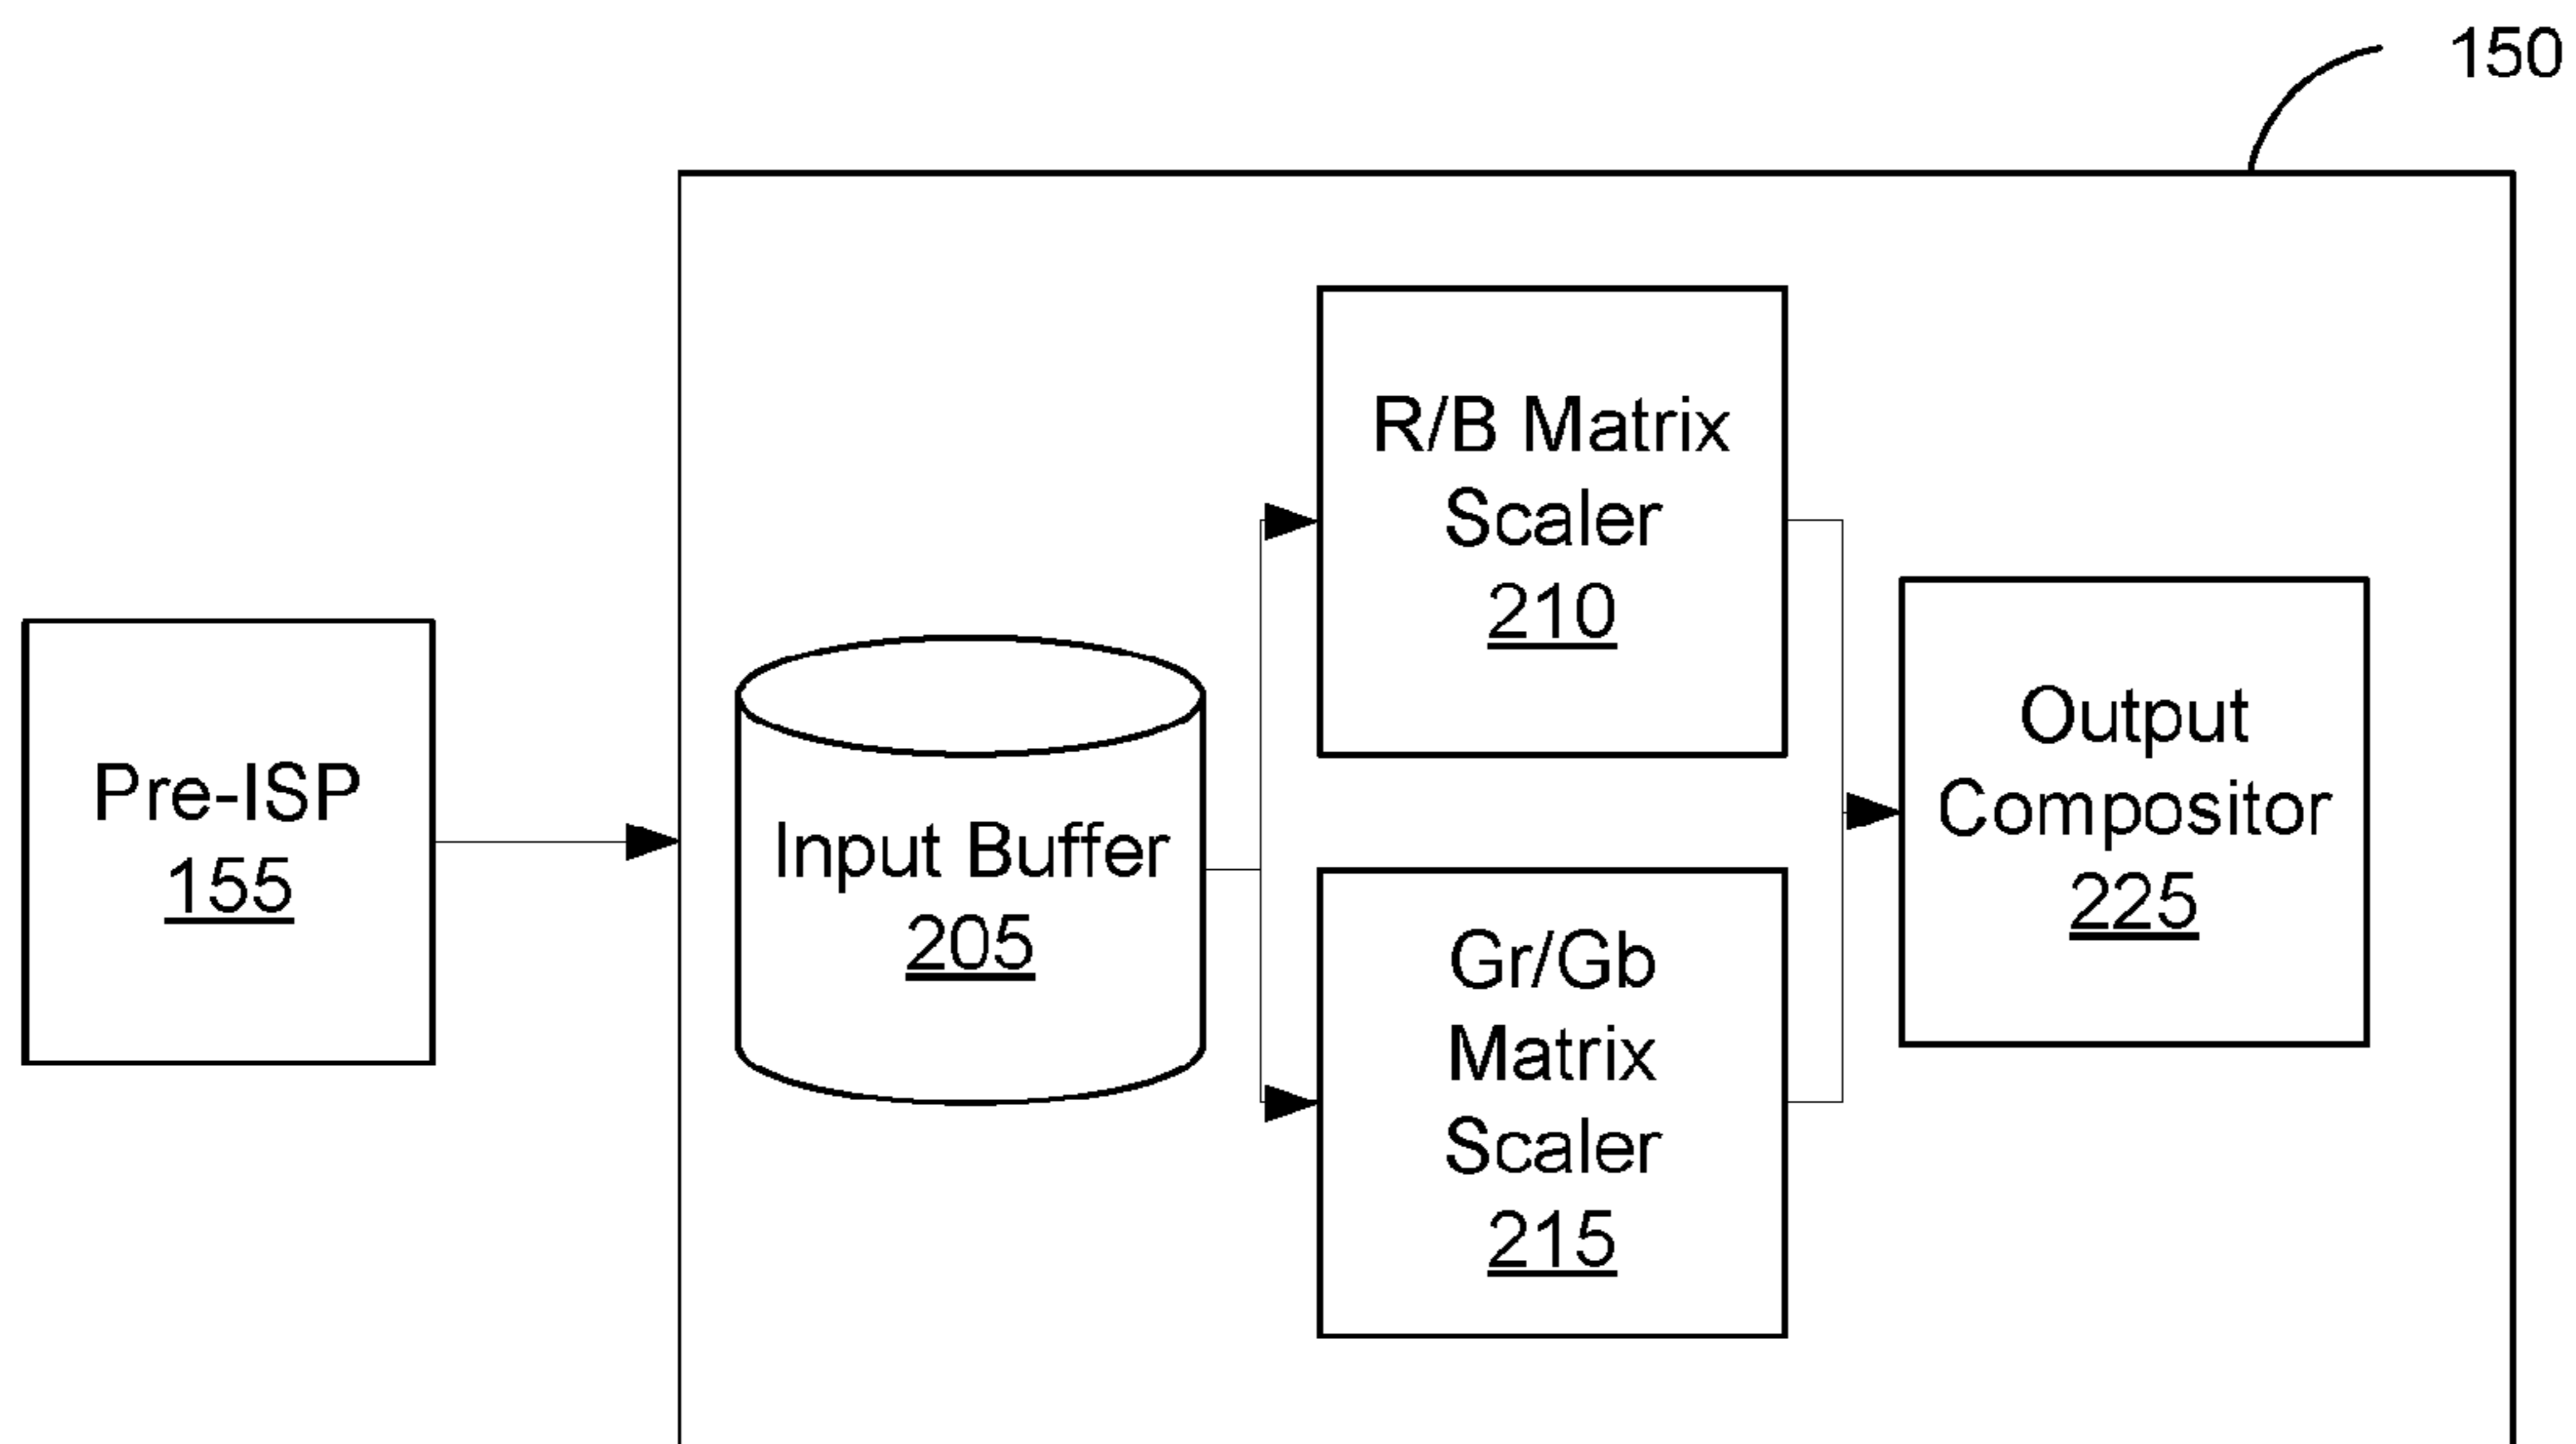 150
Pre-ISP
155
Input Buffer
205
R/B Matrix
Scaler
210
Gr/Gb
Matrix
Scaler
215
Output
Compositor
225